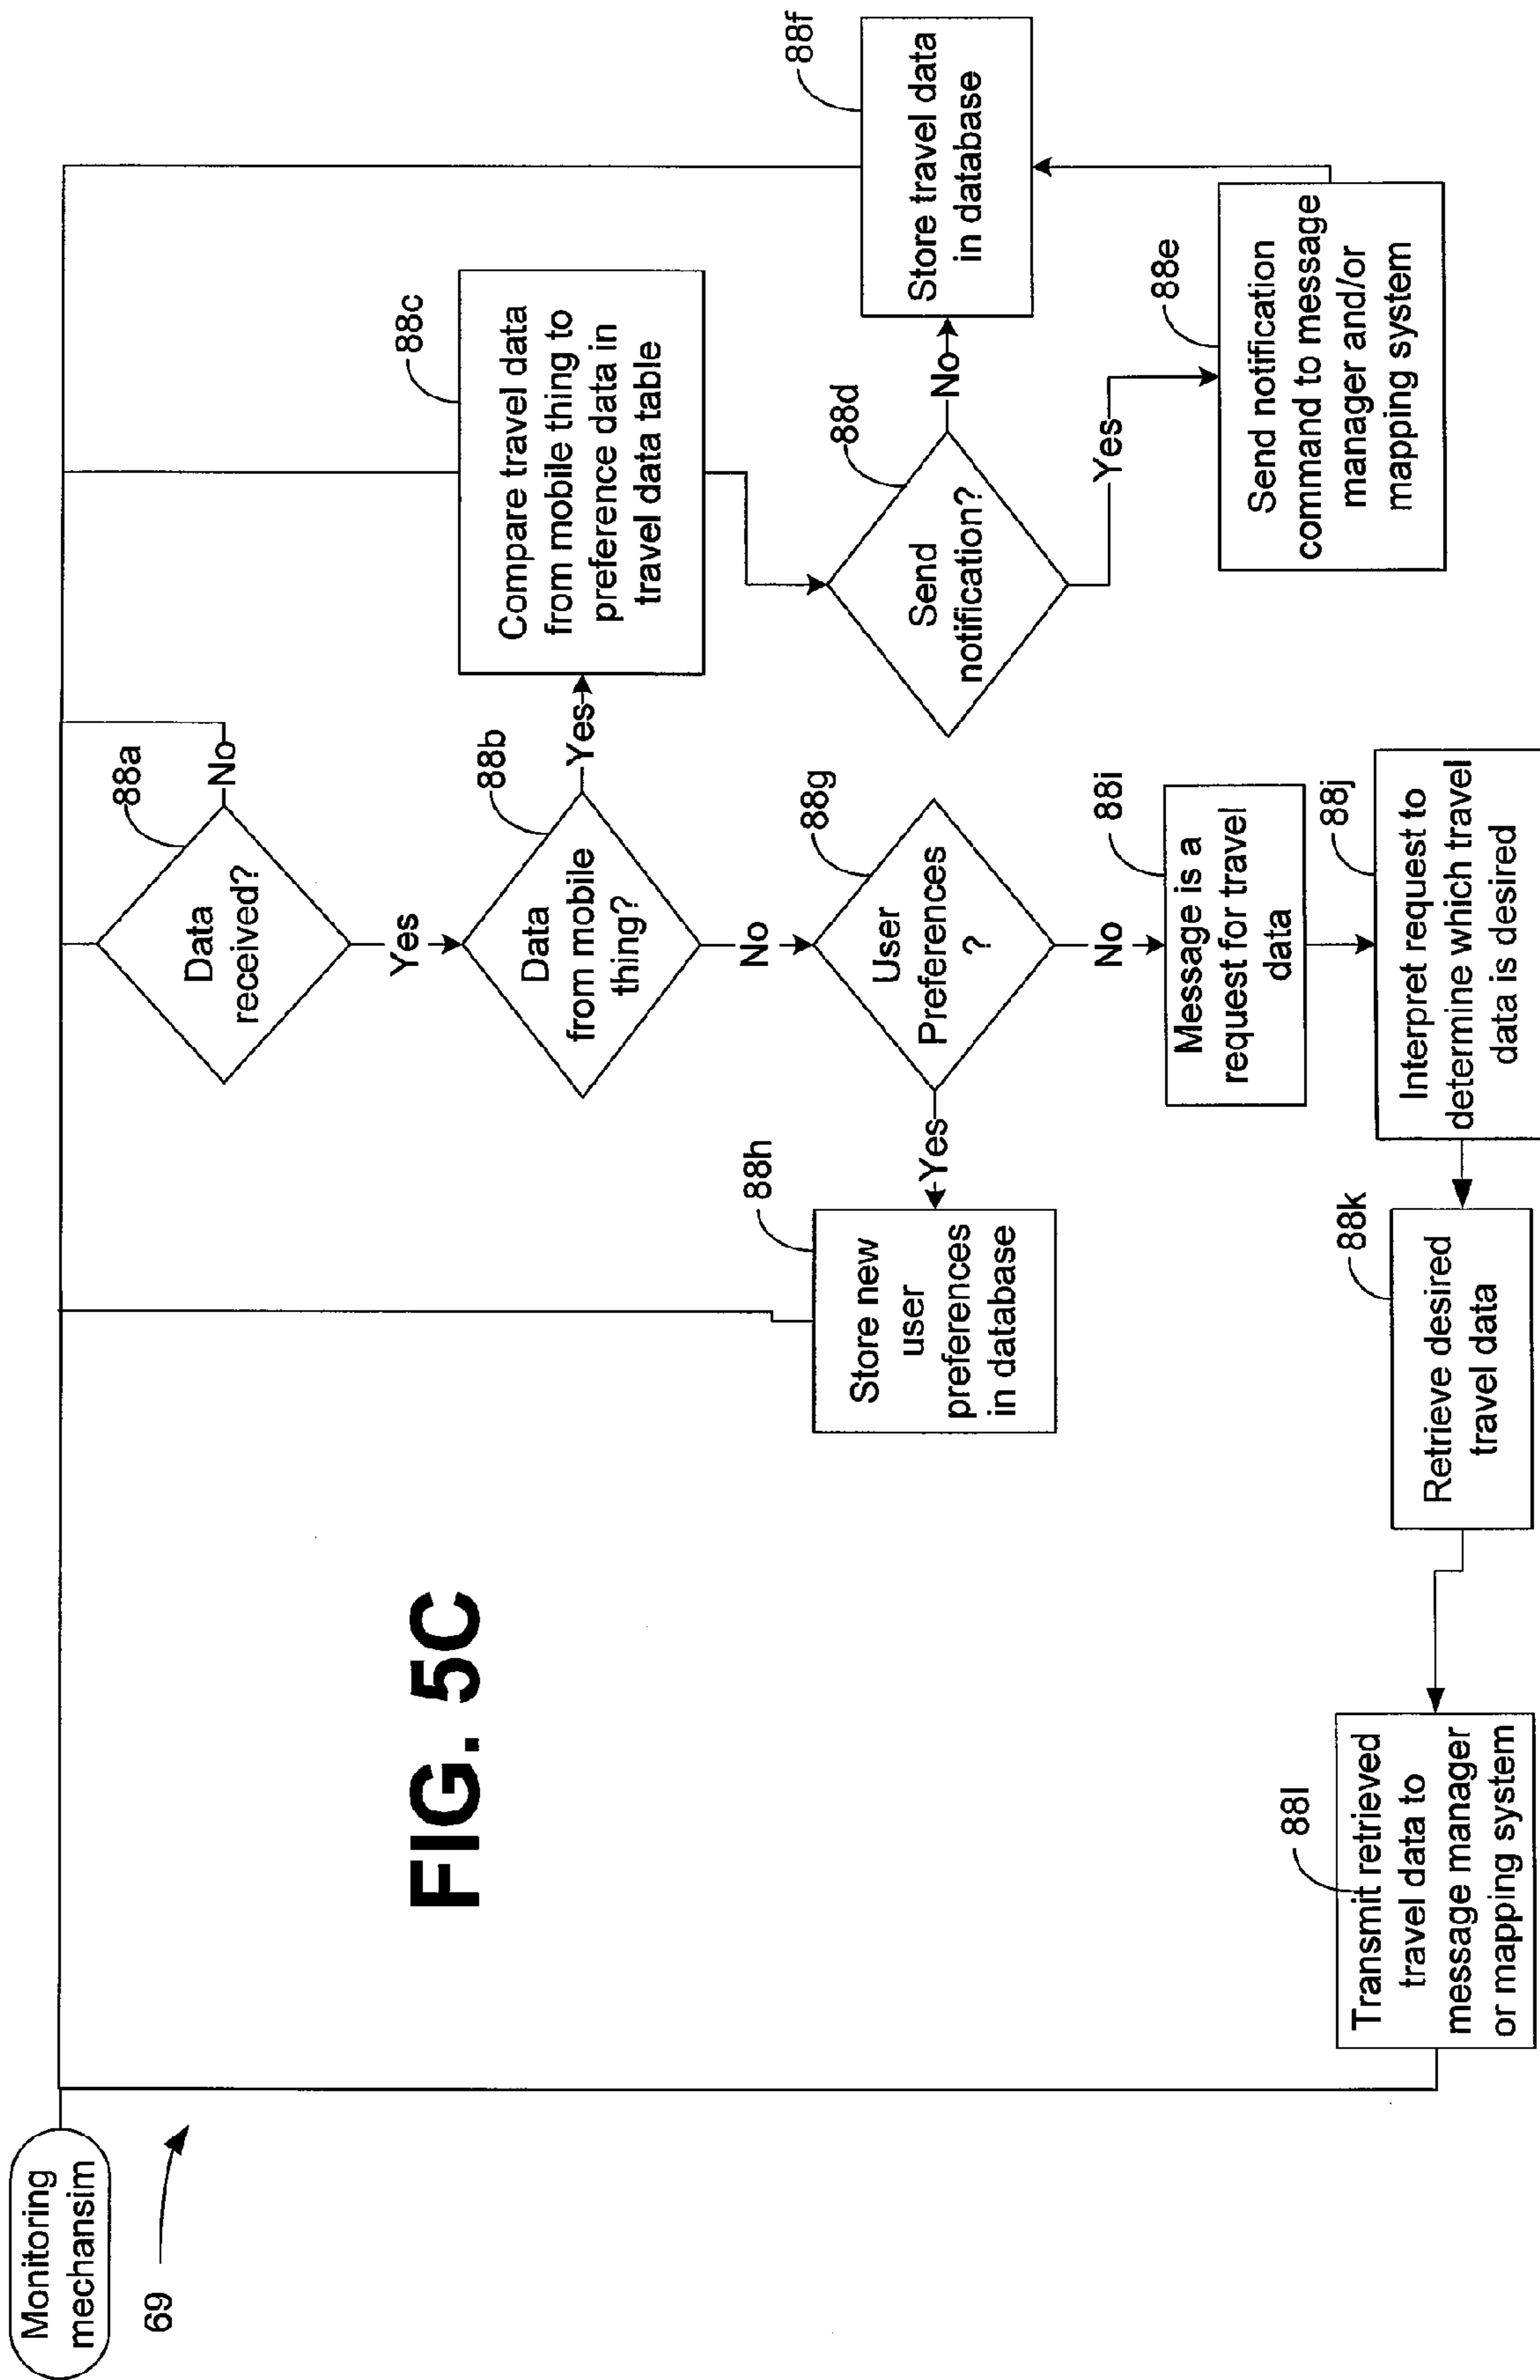 Monitoring
mechansim
69
88a
Data
received?
No
Yes
88b
Data
from mobile
thing?
Yes
No
88c
Compare travel data
from mobile thing to
preference data in
travel data table
88d
Send
notification?
No
Yes
88e
Send notification
command to message
manager and/or
mapping system
88f
Store travel data
in database
88g
User
Preferences
?
Yes
No
88h
Store new
user
preferences
in database
88i
Message is a
request for travel
data
88j
Interpret request to
determine which travel
data is desired
88k
Retrieve desired
travel data
88l
Transmit retrieved
travel data to
message manager
or mapping system
FIG. 5C